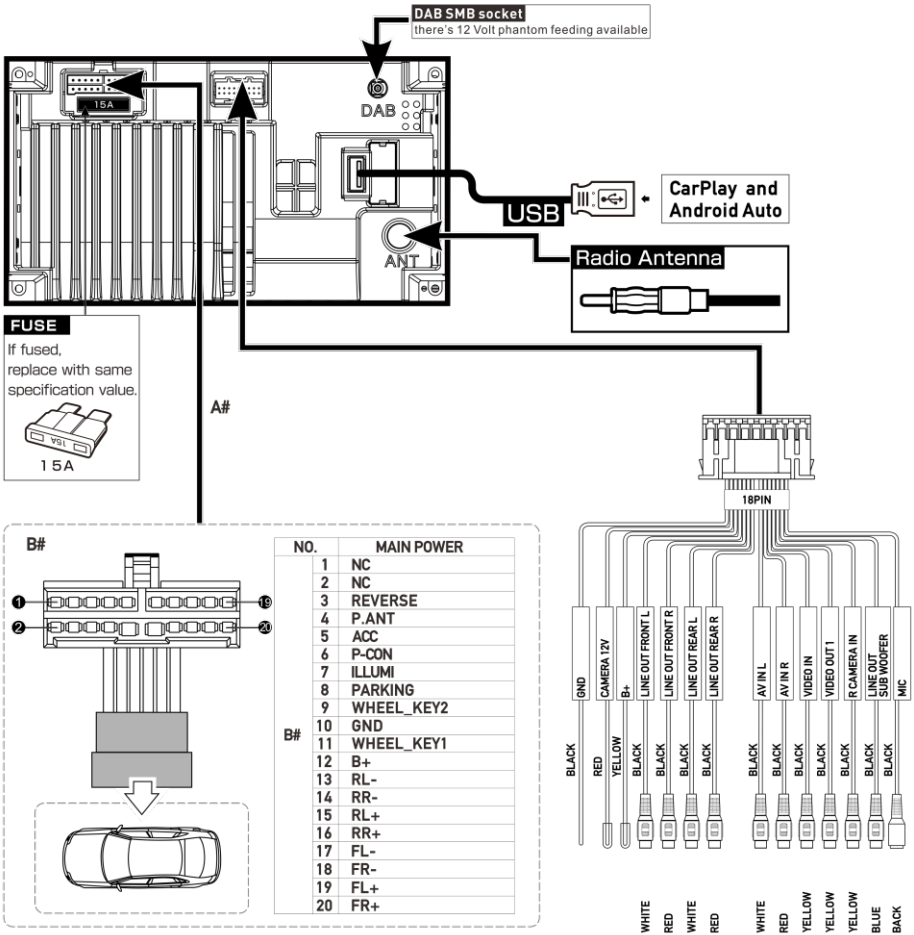 DAB SMB socket
there's 12 Volt phantom feeding available
15A
DAB
USB
CarPlay and
Android Auto
ANT
Radio Antenna
FUSE
If fused,
replace with same
specification value.
15A
15A
A#
18PIN
B#
1
19
2
20
NO. MAIN POWER
B#
1 NC
2 NC
3 REVERSE
4 P.ANT
5 ACC
6 P-CON
7 ILLUMI
8 PARKING
9 WHEEL_KEY2
10 GND
11 WHEEL_KEY1
12 B+
13 RL-
14 RR-
15 RL+
16 RR+
17 FL-
18 FR-
19 FL+
20 FR+
GND
CAMERA 12V
B+
LINE OUT FRONT L
LINE OUT FRONT R
LINE OUT REAR L
LINE OUT REAR R
AV IN L
AV IN R
VIDEO IN
VIDEO OUT 1
R CAMERA IN
LINE OUT
SUB WOOFER
MIC
BLACK
RED
YELLOW
BLACK
BLACK
BLACK
BLACK
BLACK
BLACK
BLACK
BLACK
BLACK
BLACK
BLACK
WHITE
RED
WHITE
RED
WHITE
RED
YELLOW
YELLOW
YELLOW
BLUE
BACK